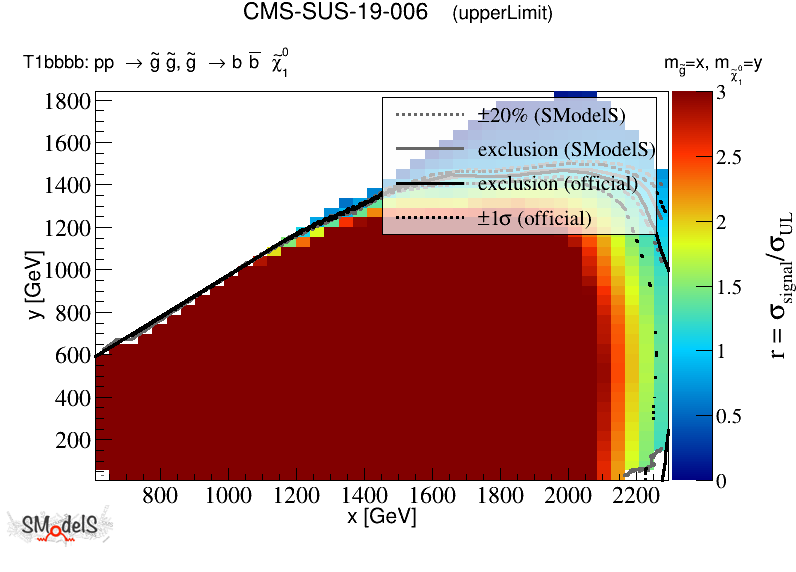 CMS-SUS-19-006 (upperLimit)
T1bbbb: pp → g̃ g̃, g̃ → b b̅ χ̃₁⁰
m_g̃=x, m_χ̃₁⁰=y
±20% (SModelS)
exclusion (SModelS)
exclusion (official)
±1σ (official)
1800
1600
1400
1200
1000
800
600
400
200
y [GeV]
800 1000 1200 1400 1600 1800 2000 2200
x [GeV]
3
2.5
2
1.5
1
0.5
0
r = σ_signal/σ_UL
SModelS